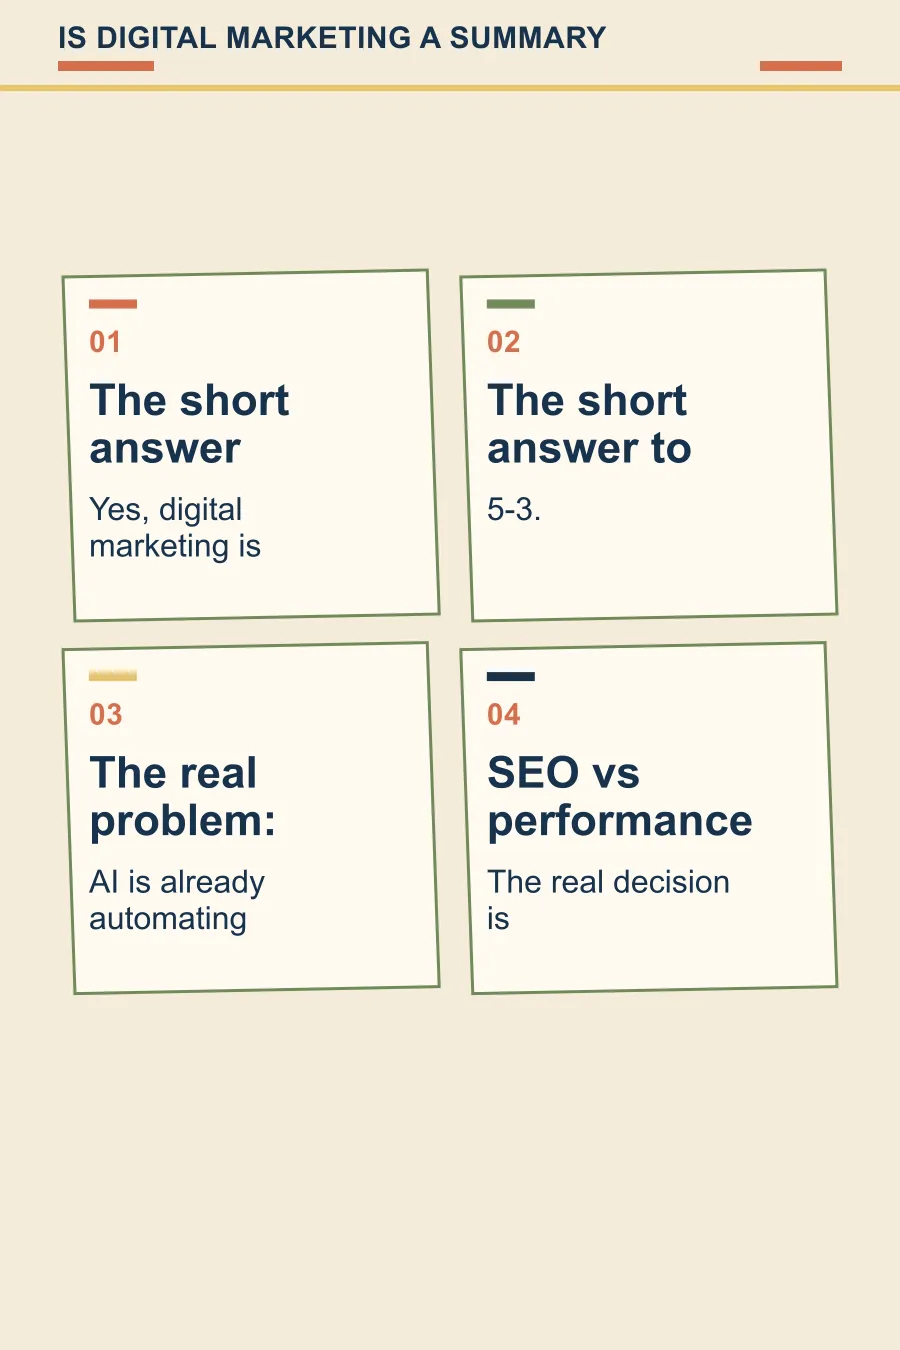 IS DIGITAL MARKETING A SUMMARY
01
The short
answer
Yes, digital
marketing is
02
The short
answer to
5-3.
03
The real
problem:
AI is already
automating
04
SEO vs
performance
The real decision
is